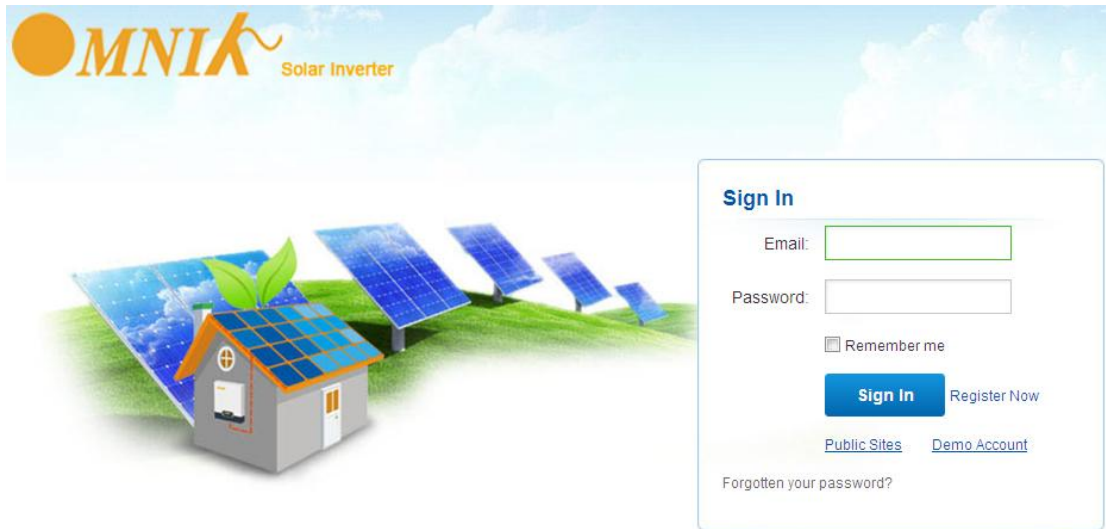 OMNIK
Solar Inverter
Sign In
Email:
Password:
Remember me
Sign In Register Now
Public Sites Demo Account
Forgotten your password?